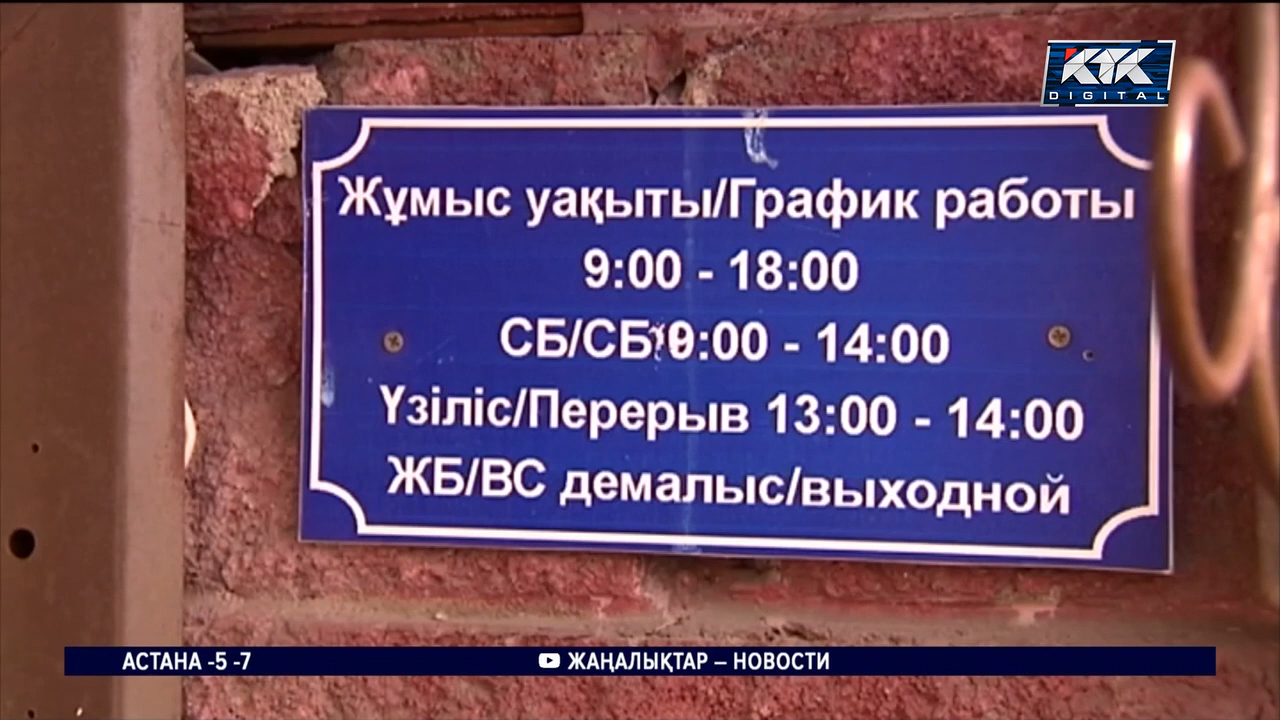 КТК
DIGITAL
Жұмыс уақыты/График работы
9:00 - 18:00
СБ/СБ 9:00 - 14:00
Үзіліс/Перерыв 13:00 - 14:00
ЖБ/ВС демалыс/выходной
АСТАНА -5 -7
ЖАҢАЛЫҚТАР – НОВОСТИ